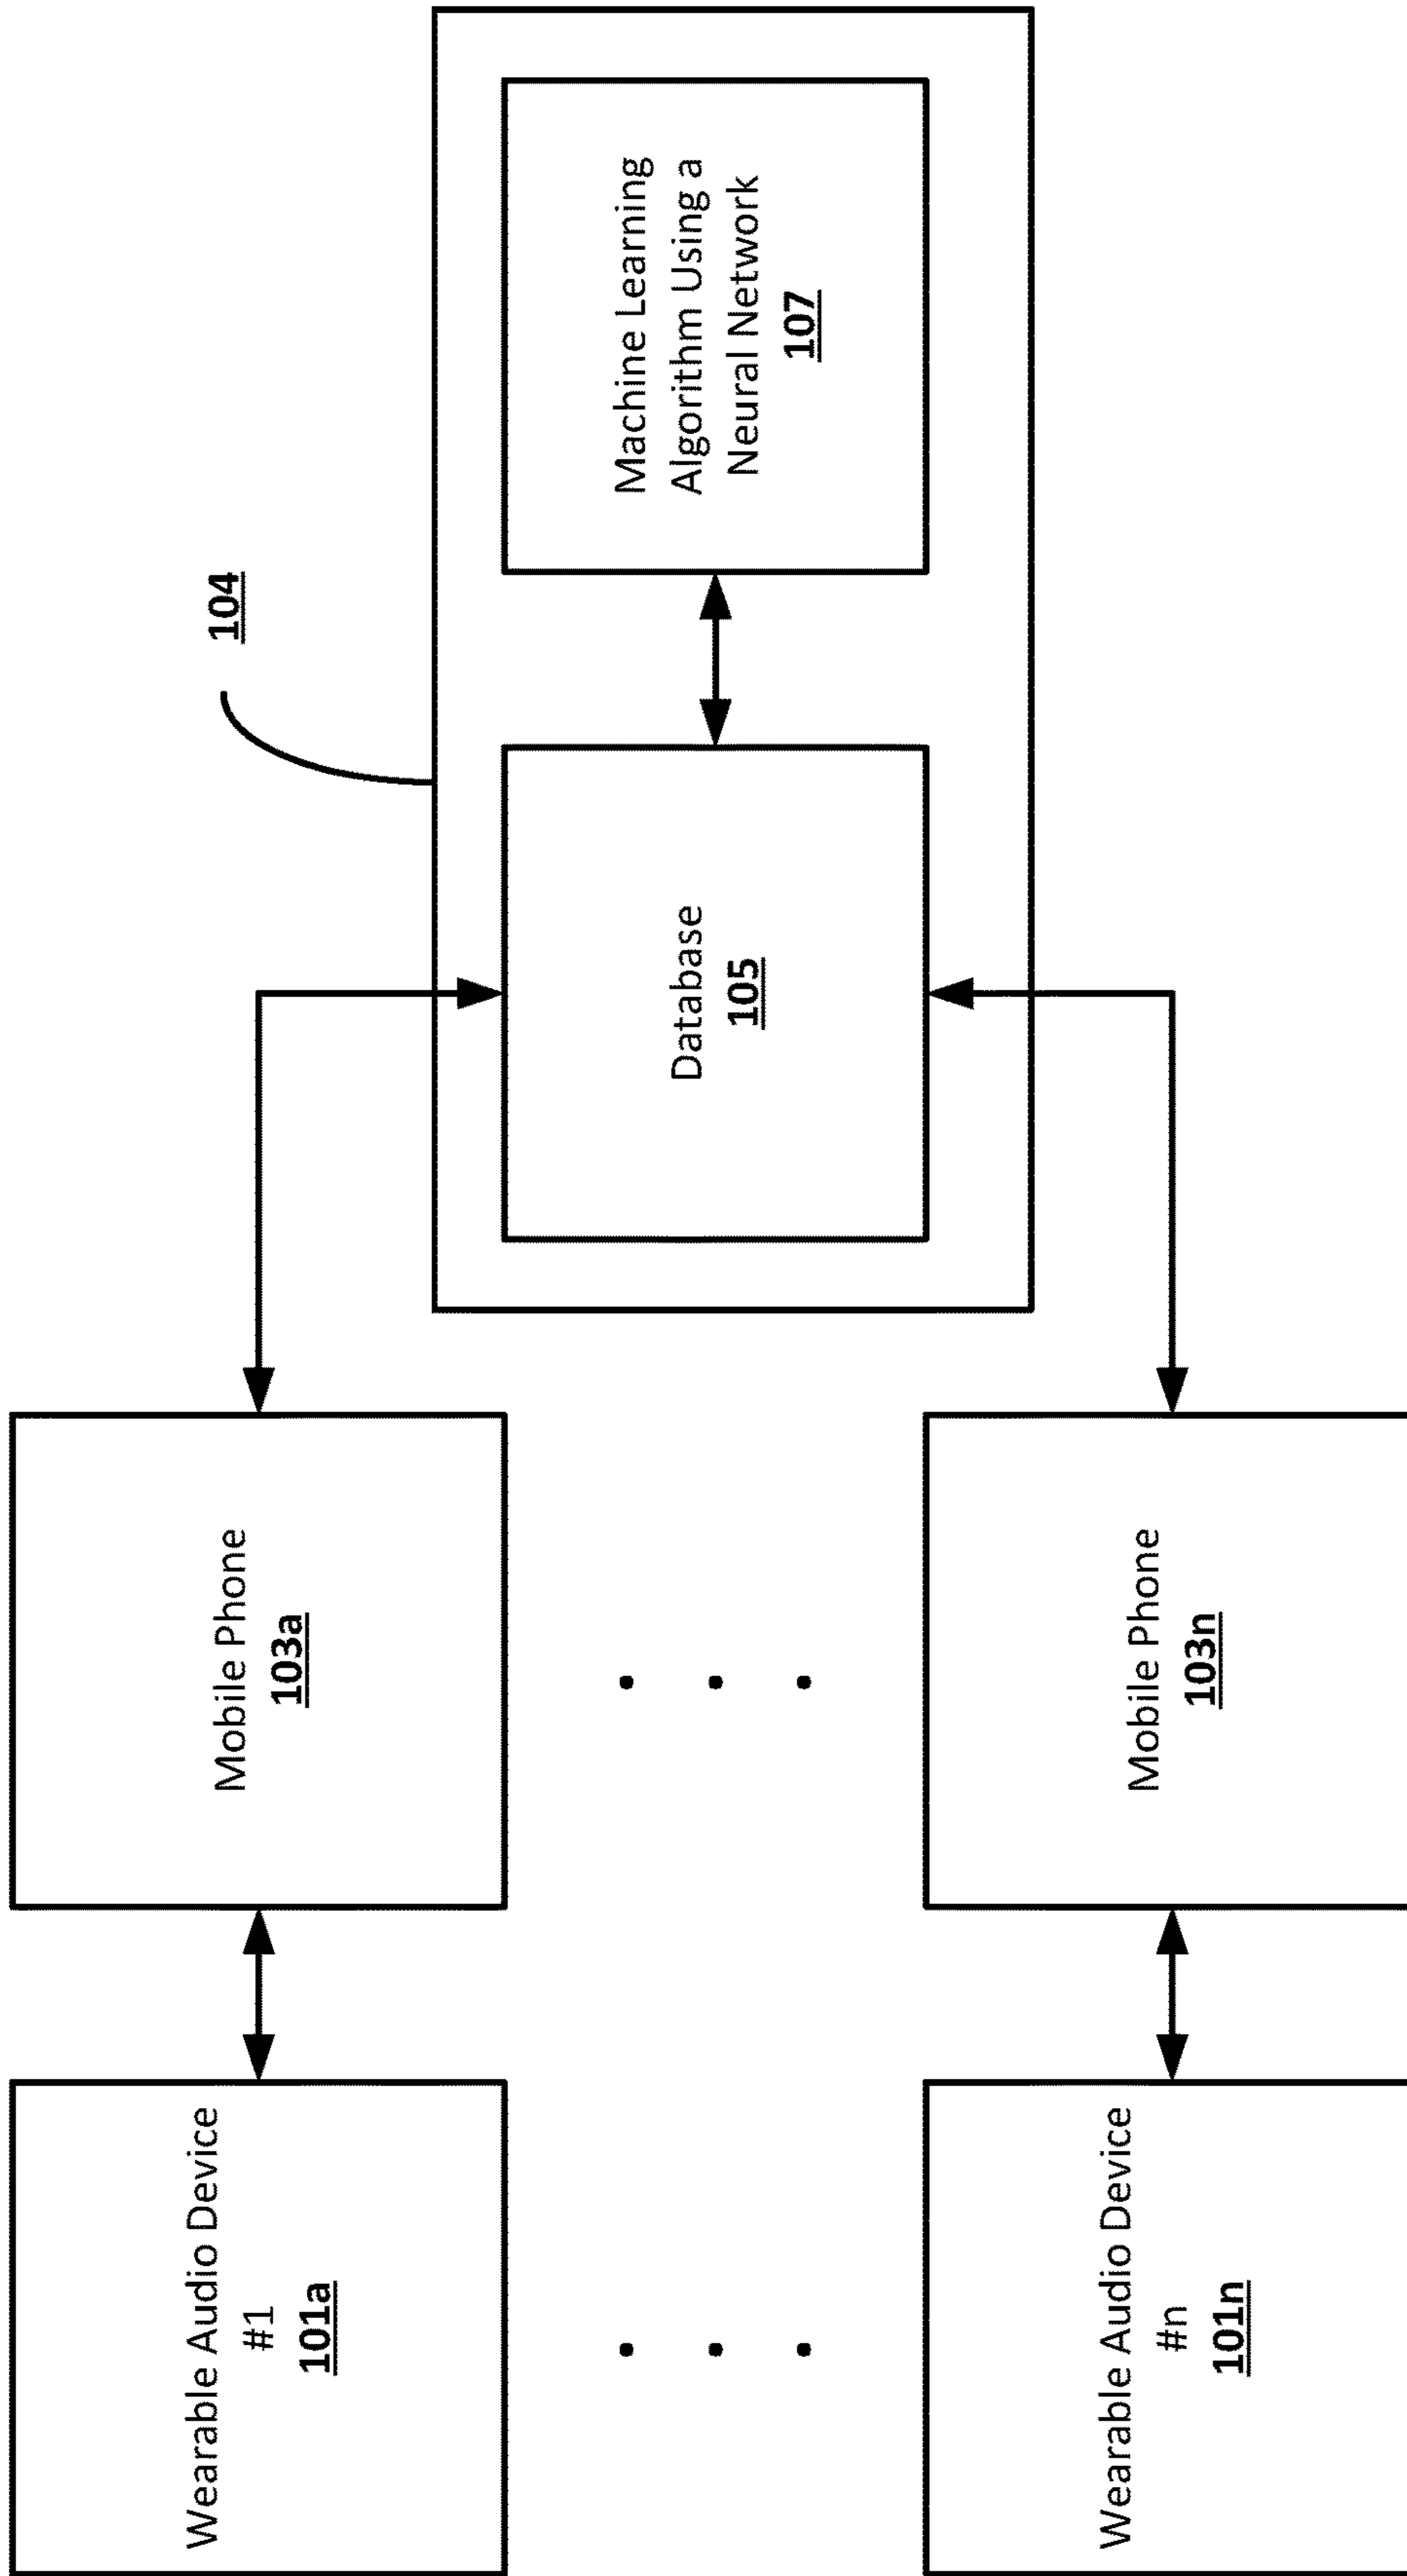 Wearable Audio Device
#1
101a
Mobile Phone
103a
104
Database
105
Machine Learning
Algorithm Using a
Neural Network
107
Wearable Audio Device
#n
101n
Mobile Phone
103n